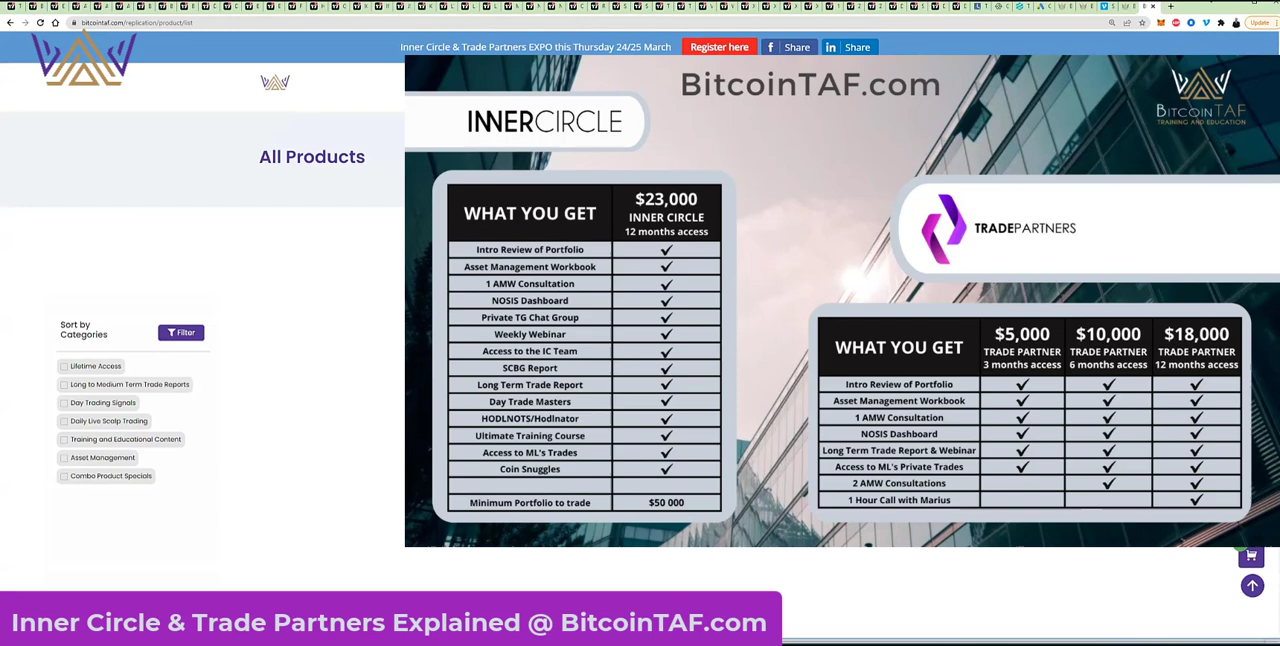 bitcointaf.com/replication/product/list
Update
Inner Circle & Trade Partners EXPO this Thursday 24/25 March
Register here
Share
Share
BitcoinTAF.com
BITCOINTAF
TRAINING AND EDUCATION
INNERCIRCLE
All Products
WHAT YOU GET
$23,000
INNER CIRCLE
12 months access
Intro Review of Portfolio
Asset Management Workbook
1 AMW Consultation
NOSIS Dashboard
Private TG Chat Group
Weekly Webinar
Access to the IC Team
SCBG Report
Long Term Trade Report
Day Trade Masters
HODLNOTS/Hodlnator
Ultimate Training Course
Access to ML's Trades
Coin Snuggles
Minimum Portfolio to trade $50 000
TRADEPARTNERS
WHAT YOU GET
$5,000
TRADE PARTNER
3 months access
$10,000
TRADE PARTNER
6 months access
$18,000
TRADE PARTNER
12 months access
Intro Review of Portfolio
Asset Management Workbook
1 AMW Consultation
NOSIS Dashboard
Long Term Trade Report & Webinar
Access to ML's Private Trades
2 AMW Consultations
1 Hour Call with Marius
Sort by
Categories
Filter
Lifetime Access
Long to Medium Term Trade Reports
Day Trading Signals
Daily Live Scalp Trading
Training and Educational Content
Asset Management
Combo Product Specials
Inner Circle & Trade Partners Explained @ BitcoinTAF.com